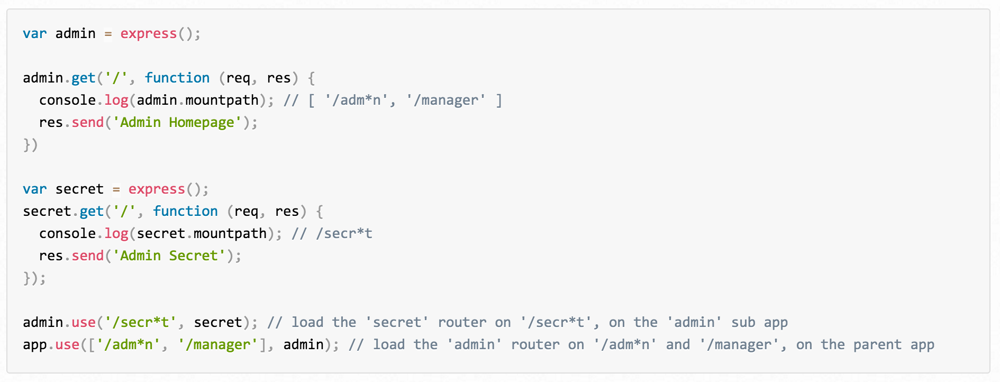 var admin = express();

admin.get('/', function (req, res) {
  console.log(admin.mountpath); // [ '/adm*n', '/manager' ]
  res.send('Admin Homepage');
})

var secret = express();
secret.get('/', function (req, res) {
  console.log(secret.mountpath); // /secr*t
  res.send('Admin Secret');
});

admin.use('/secr*t', secret); // load the 'secret' router on '/secr*t', on the 'admin' sub app
app.use(['/adm*n', '/manager'], admin); // load the 'admin' router on '/adm*n' and '/manager', on the parent app